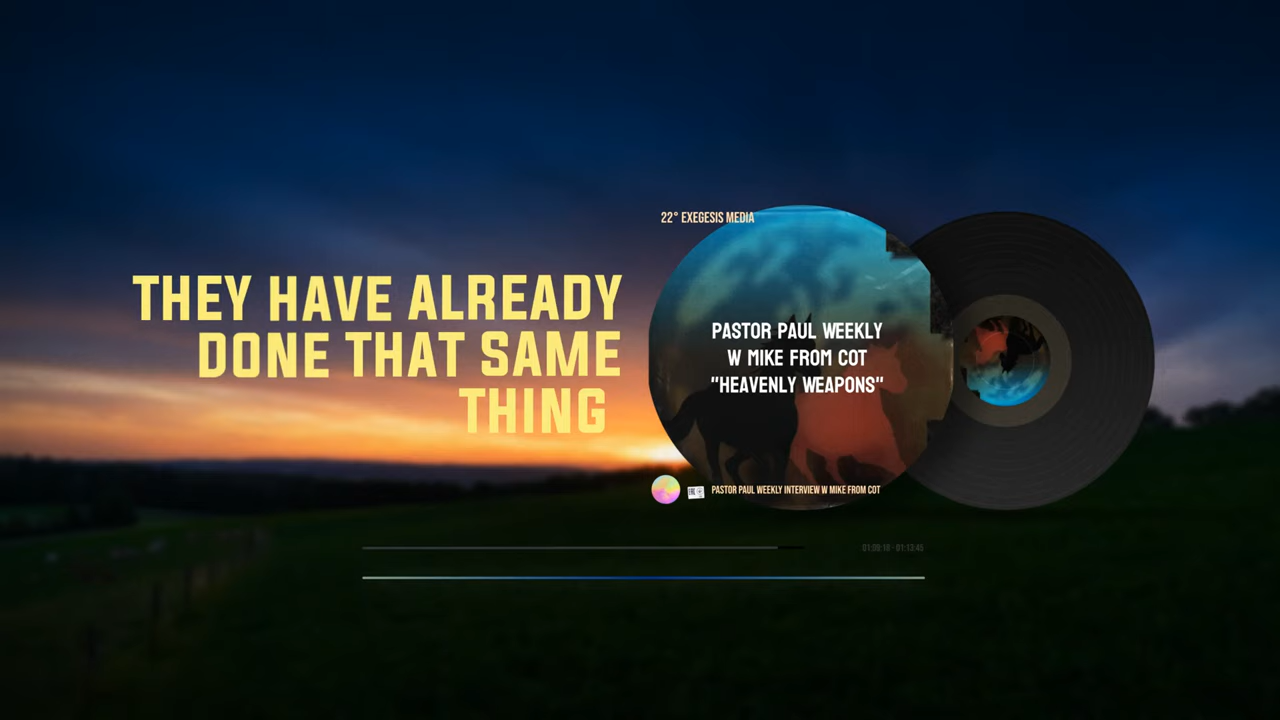 22° EXEGESIS MEDIA
THEY HAVE ALREADY
DONE THAT SAME
THING
PASTOR PAUL WEEKLY
W MIKE FROM COT
"HEAVENLY WEAPONS"
PASTOR PAUL WEEKLY INTERVIEW W MIKE FROM COT